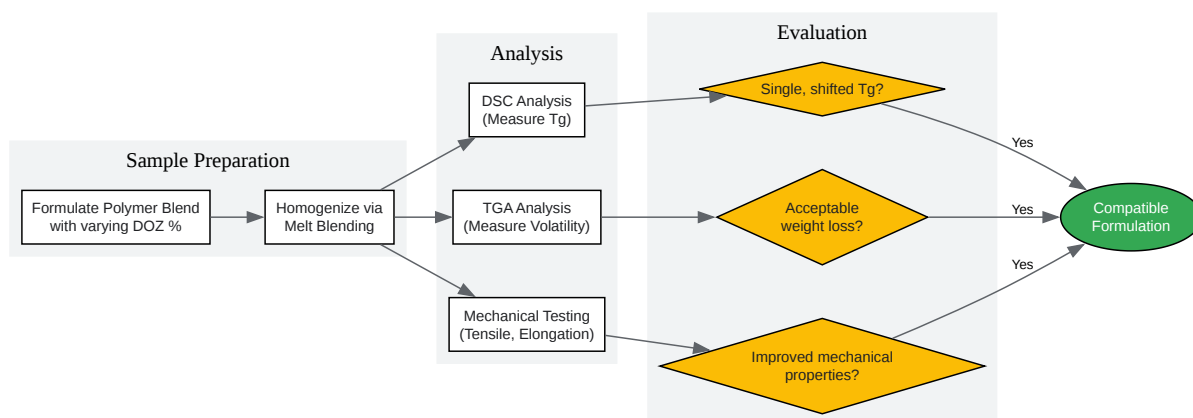 Sample Preparation
Formulate Polymer Blend
with varying DOZ %
Homogenize via
Melt Blending
Analysis
DSC Analysis
(Measure Tg)
TGA Analysis
(Measure Volatility)
Mechanical Testing
(Tensile, Elongation)
Evaluation
Single, shifted Tg?
Acceptable
weight loss?
Improved mechanical
properties?
Yes
Yes
Yes
Compatible
Formulation